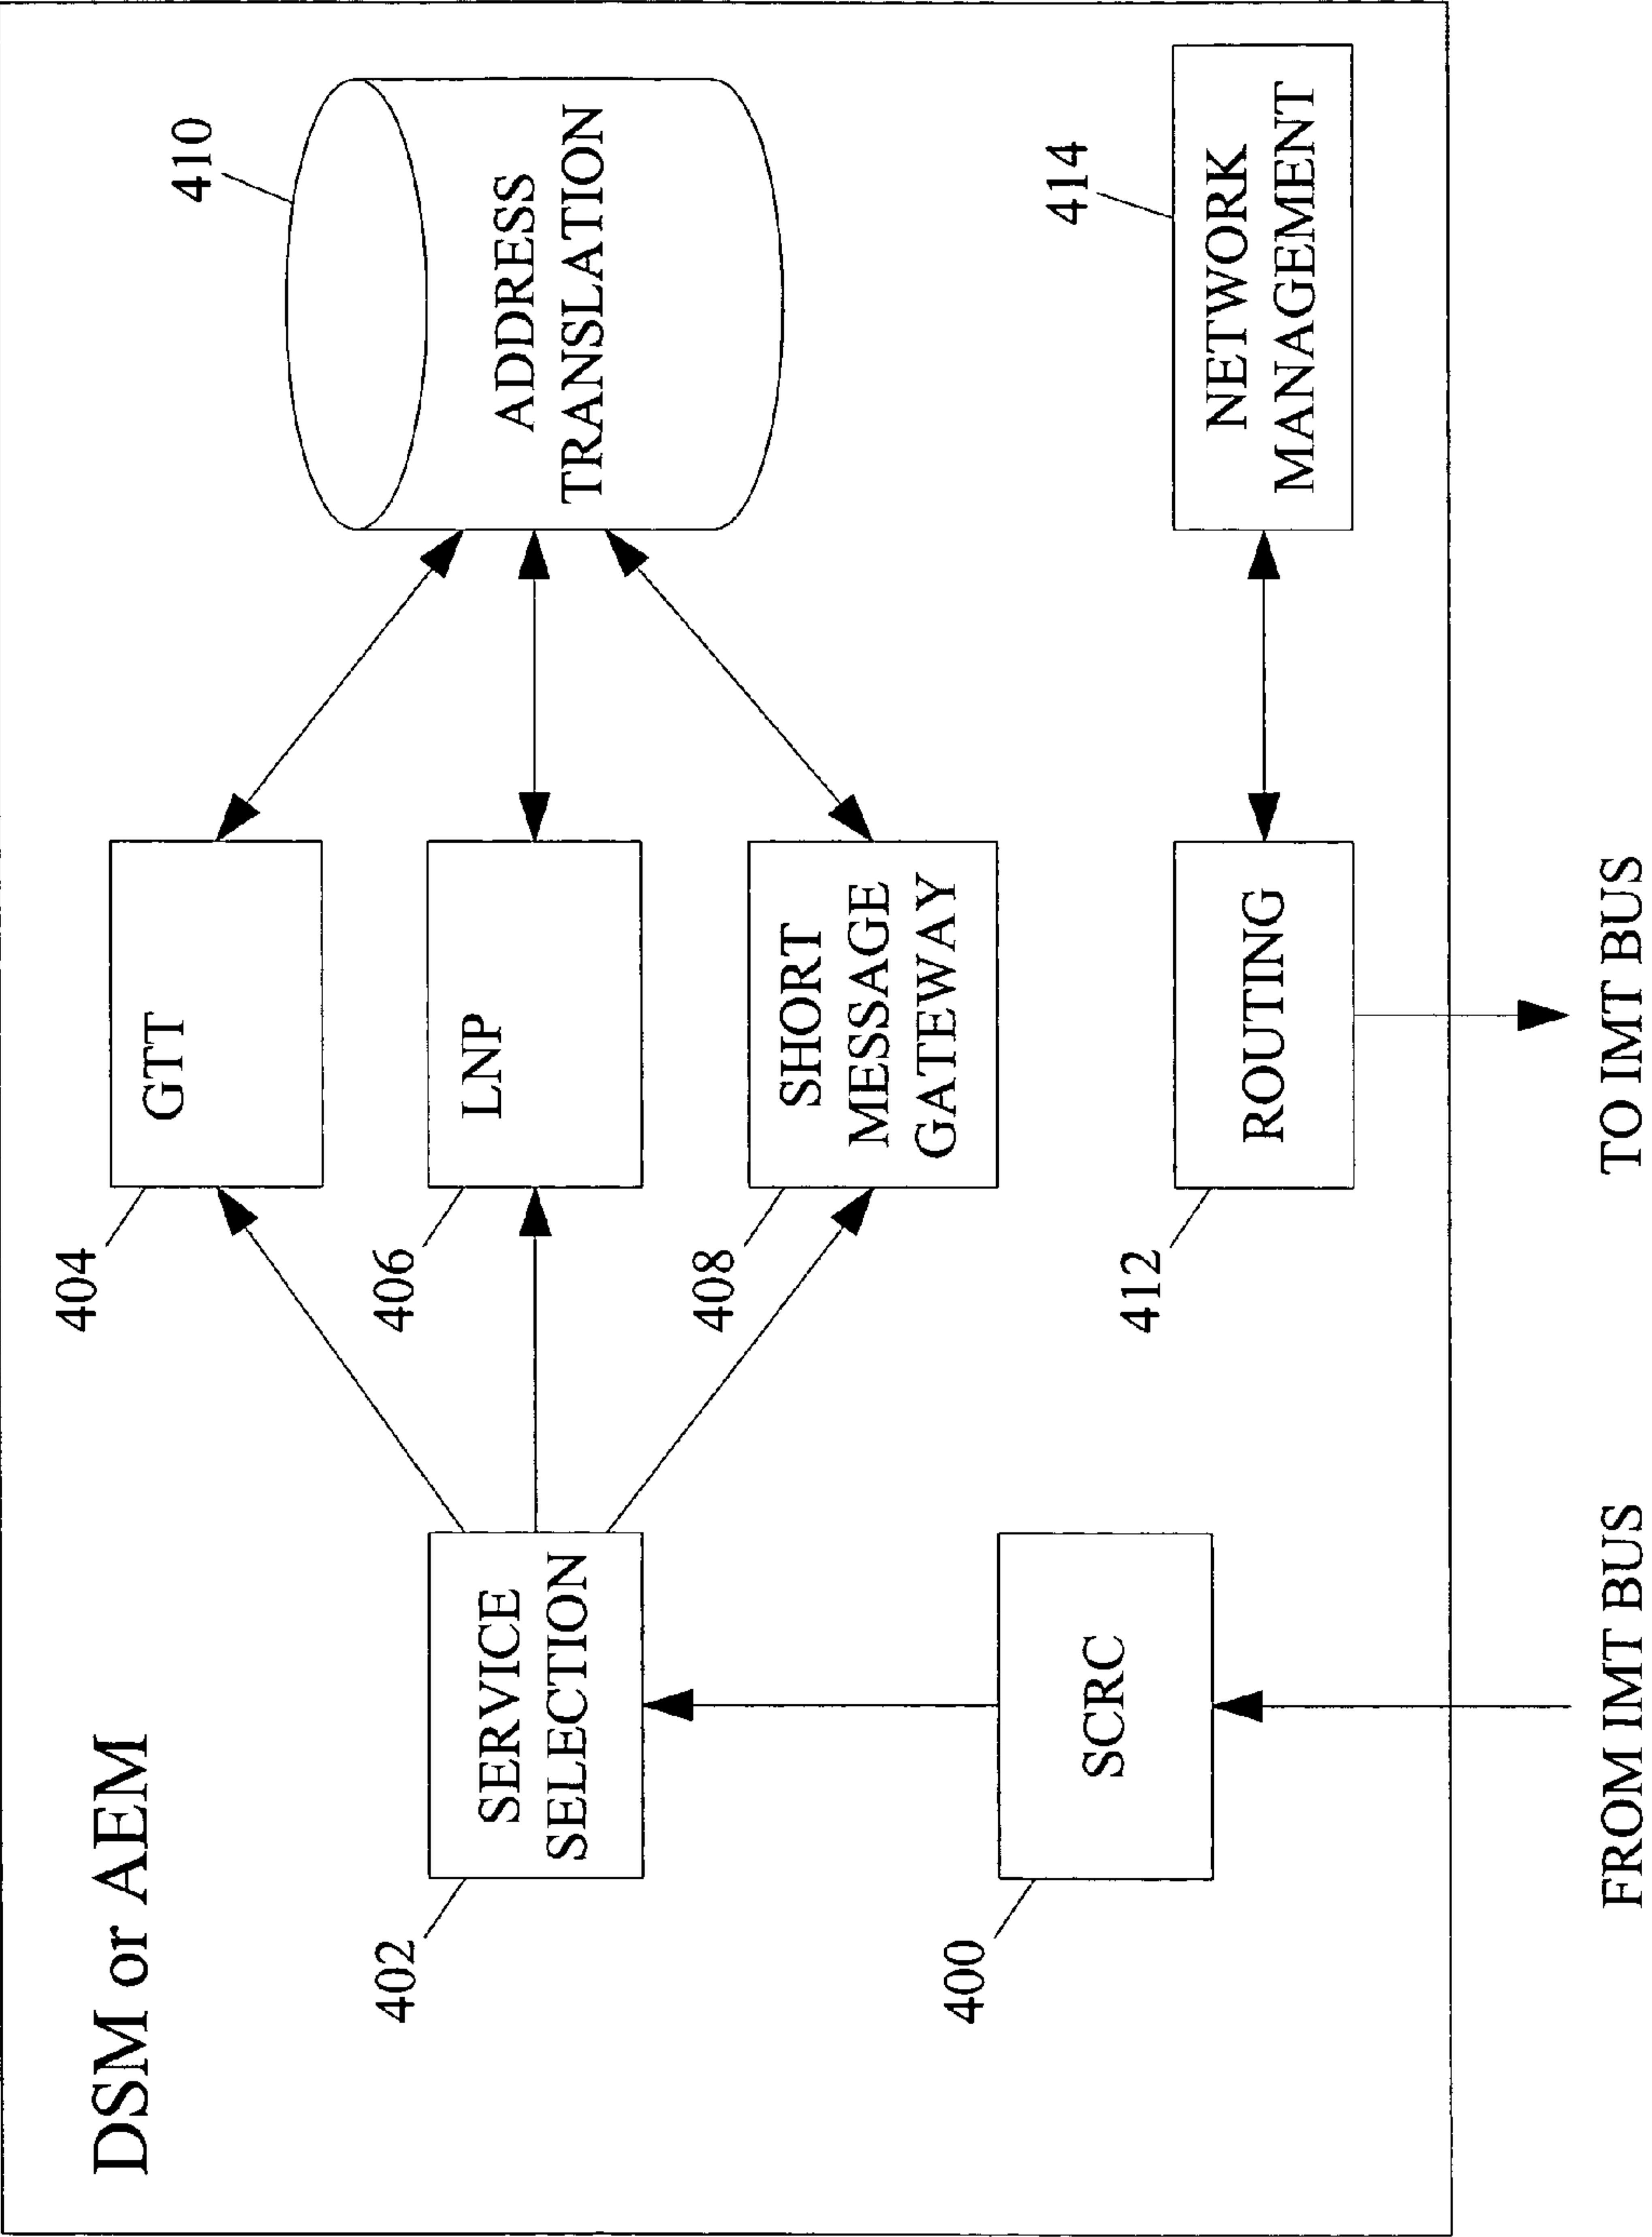 DSM or AEM
404
GTT
410
402
SERVICE
SELECTION
406
LNP
ADDRESS
TRANSLATION
408
SHORT
MESSAGE
GATEWAY
400
SCRC
412
ROUTING
414
NETWORK
MANAGEMENT
FROM IMT BUS
TO IMT BUS